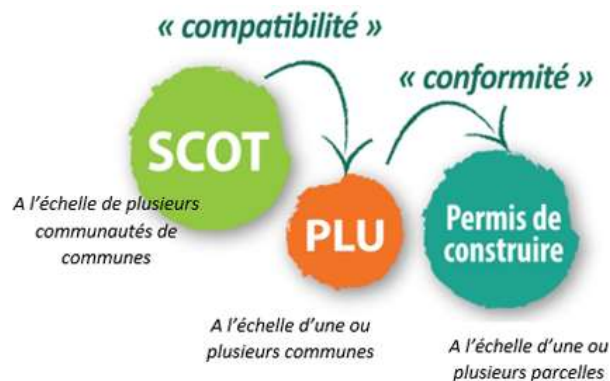 « compatibilité »
« conformité »
SCOT
A l’échelle de plusieurs
communautés de
communes
PLU
Permis de
construire
A l’échelle d’une ou
plusieurs communes
A l’échelle d’une ou
plusieurs parcelles